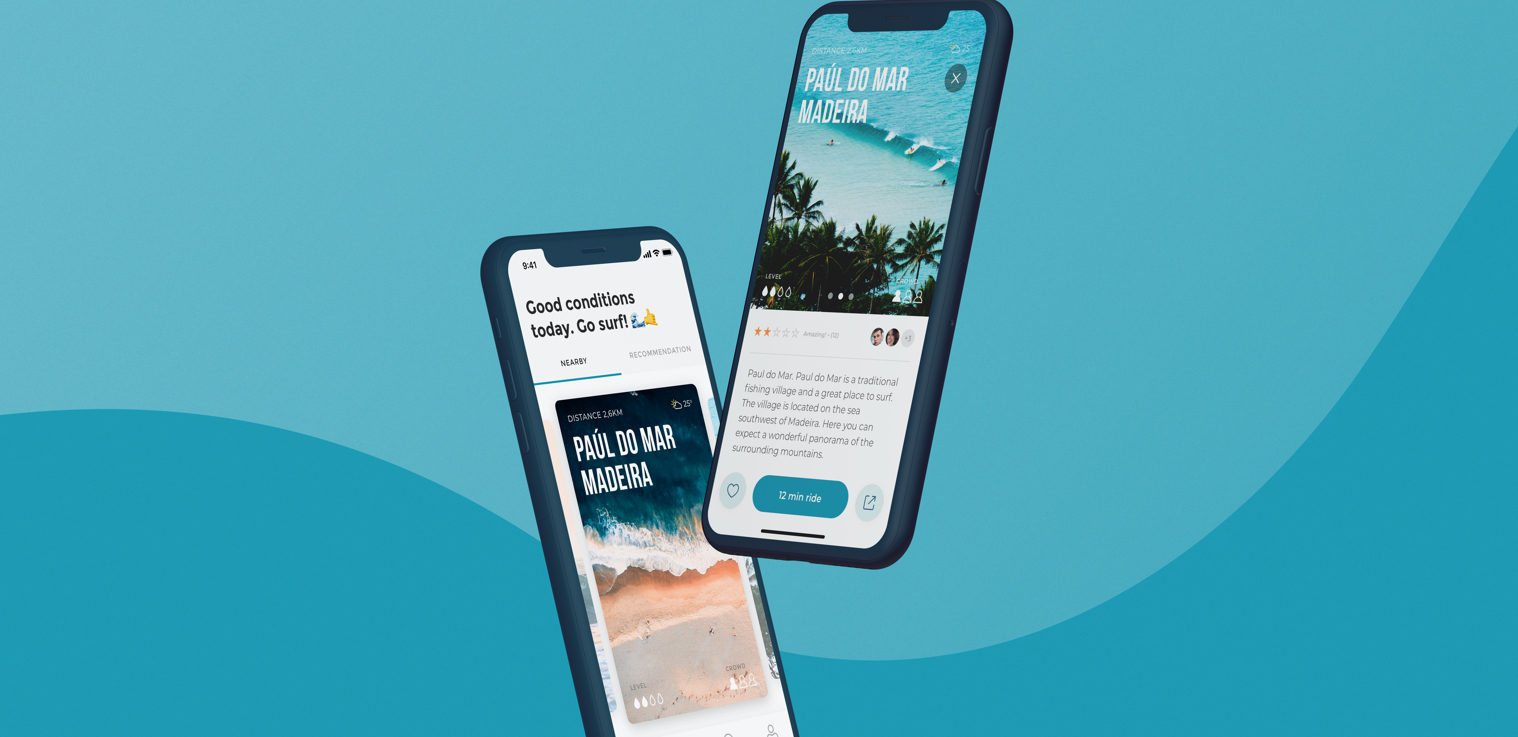 9:41
Good conditions
today. Go surf! 🌊🤙
NEARBY
RECOMMENDATION
DISTANCE 2,6KM
25°
PAÚL DO MAR
MADEIRA
LEVEL
CROWD
DISTANCE 2,6KM
25°
PAÚL DO MAR
MADEIRA
X
LEVEL
CROWD
Amazing! - (12)
+3
Paul do Mar. Paul do Mar is a traditional
fishing village and a great place to surf.
The village is located on the sea
southwest of Madeira. Here you can
expect a wonderful panorama of the
surrounding mountains.
12 min ride